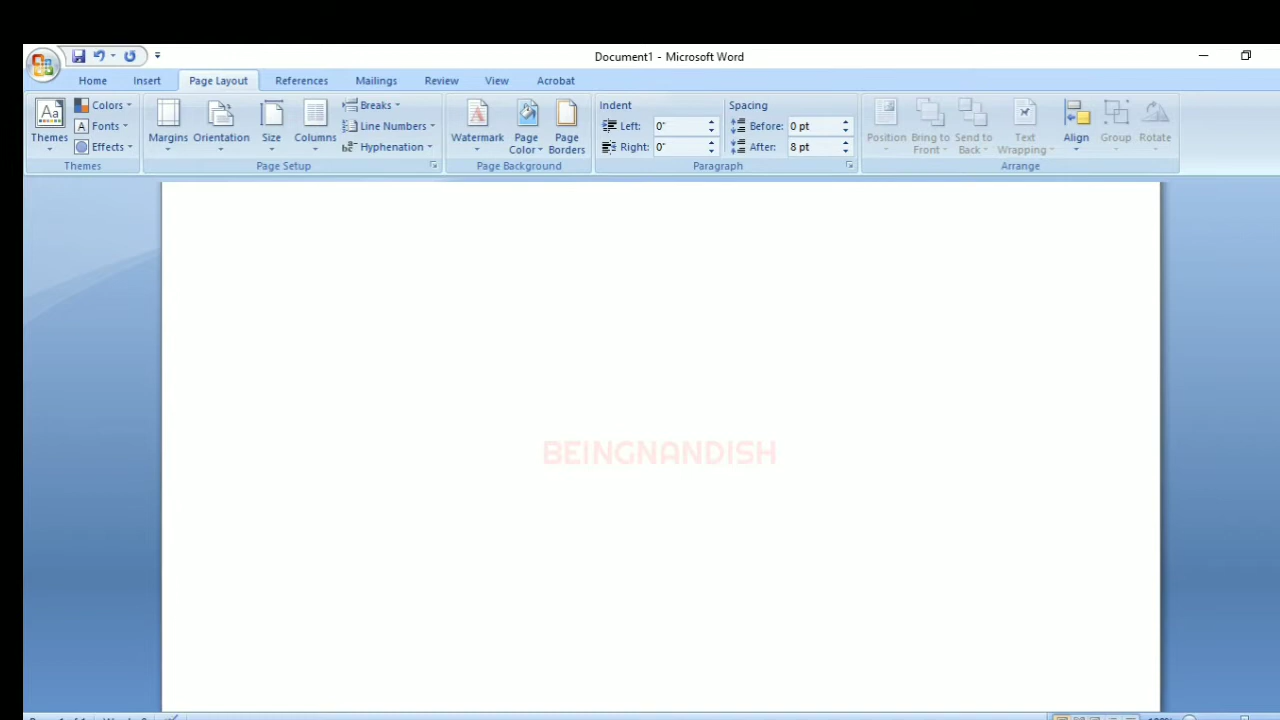 Document1 - Microsoft Word
Home Insert Page Layout References Mailings Review View Acrobat
Aa Colors Breaks Indent Spacing
A Fonts Line Numbers Left: 0" Before: 0 pt
Themes Effects Margins Orientation Size Columns Hyphenation Watermark Page Color Page Borders Right: 0" After: 8 pt Position Bring to Front Send to Back Text Wrapping Align Group Rotate
Themes Page Setup Page Background Paragraph Arrange
BEINGNANDISH